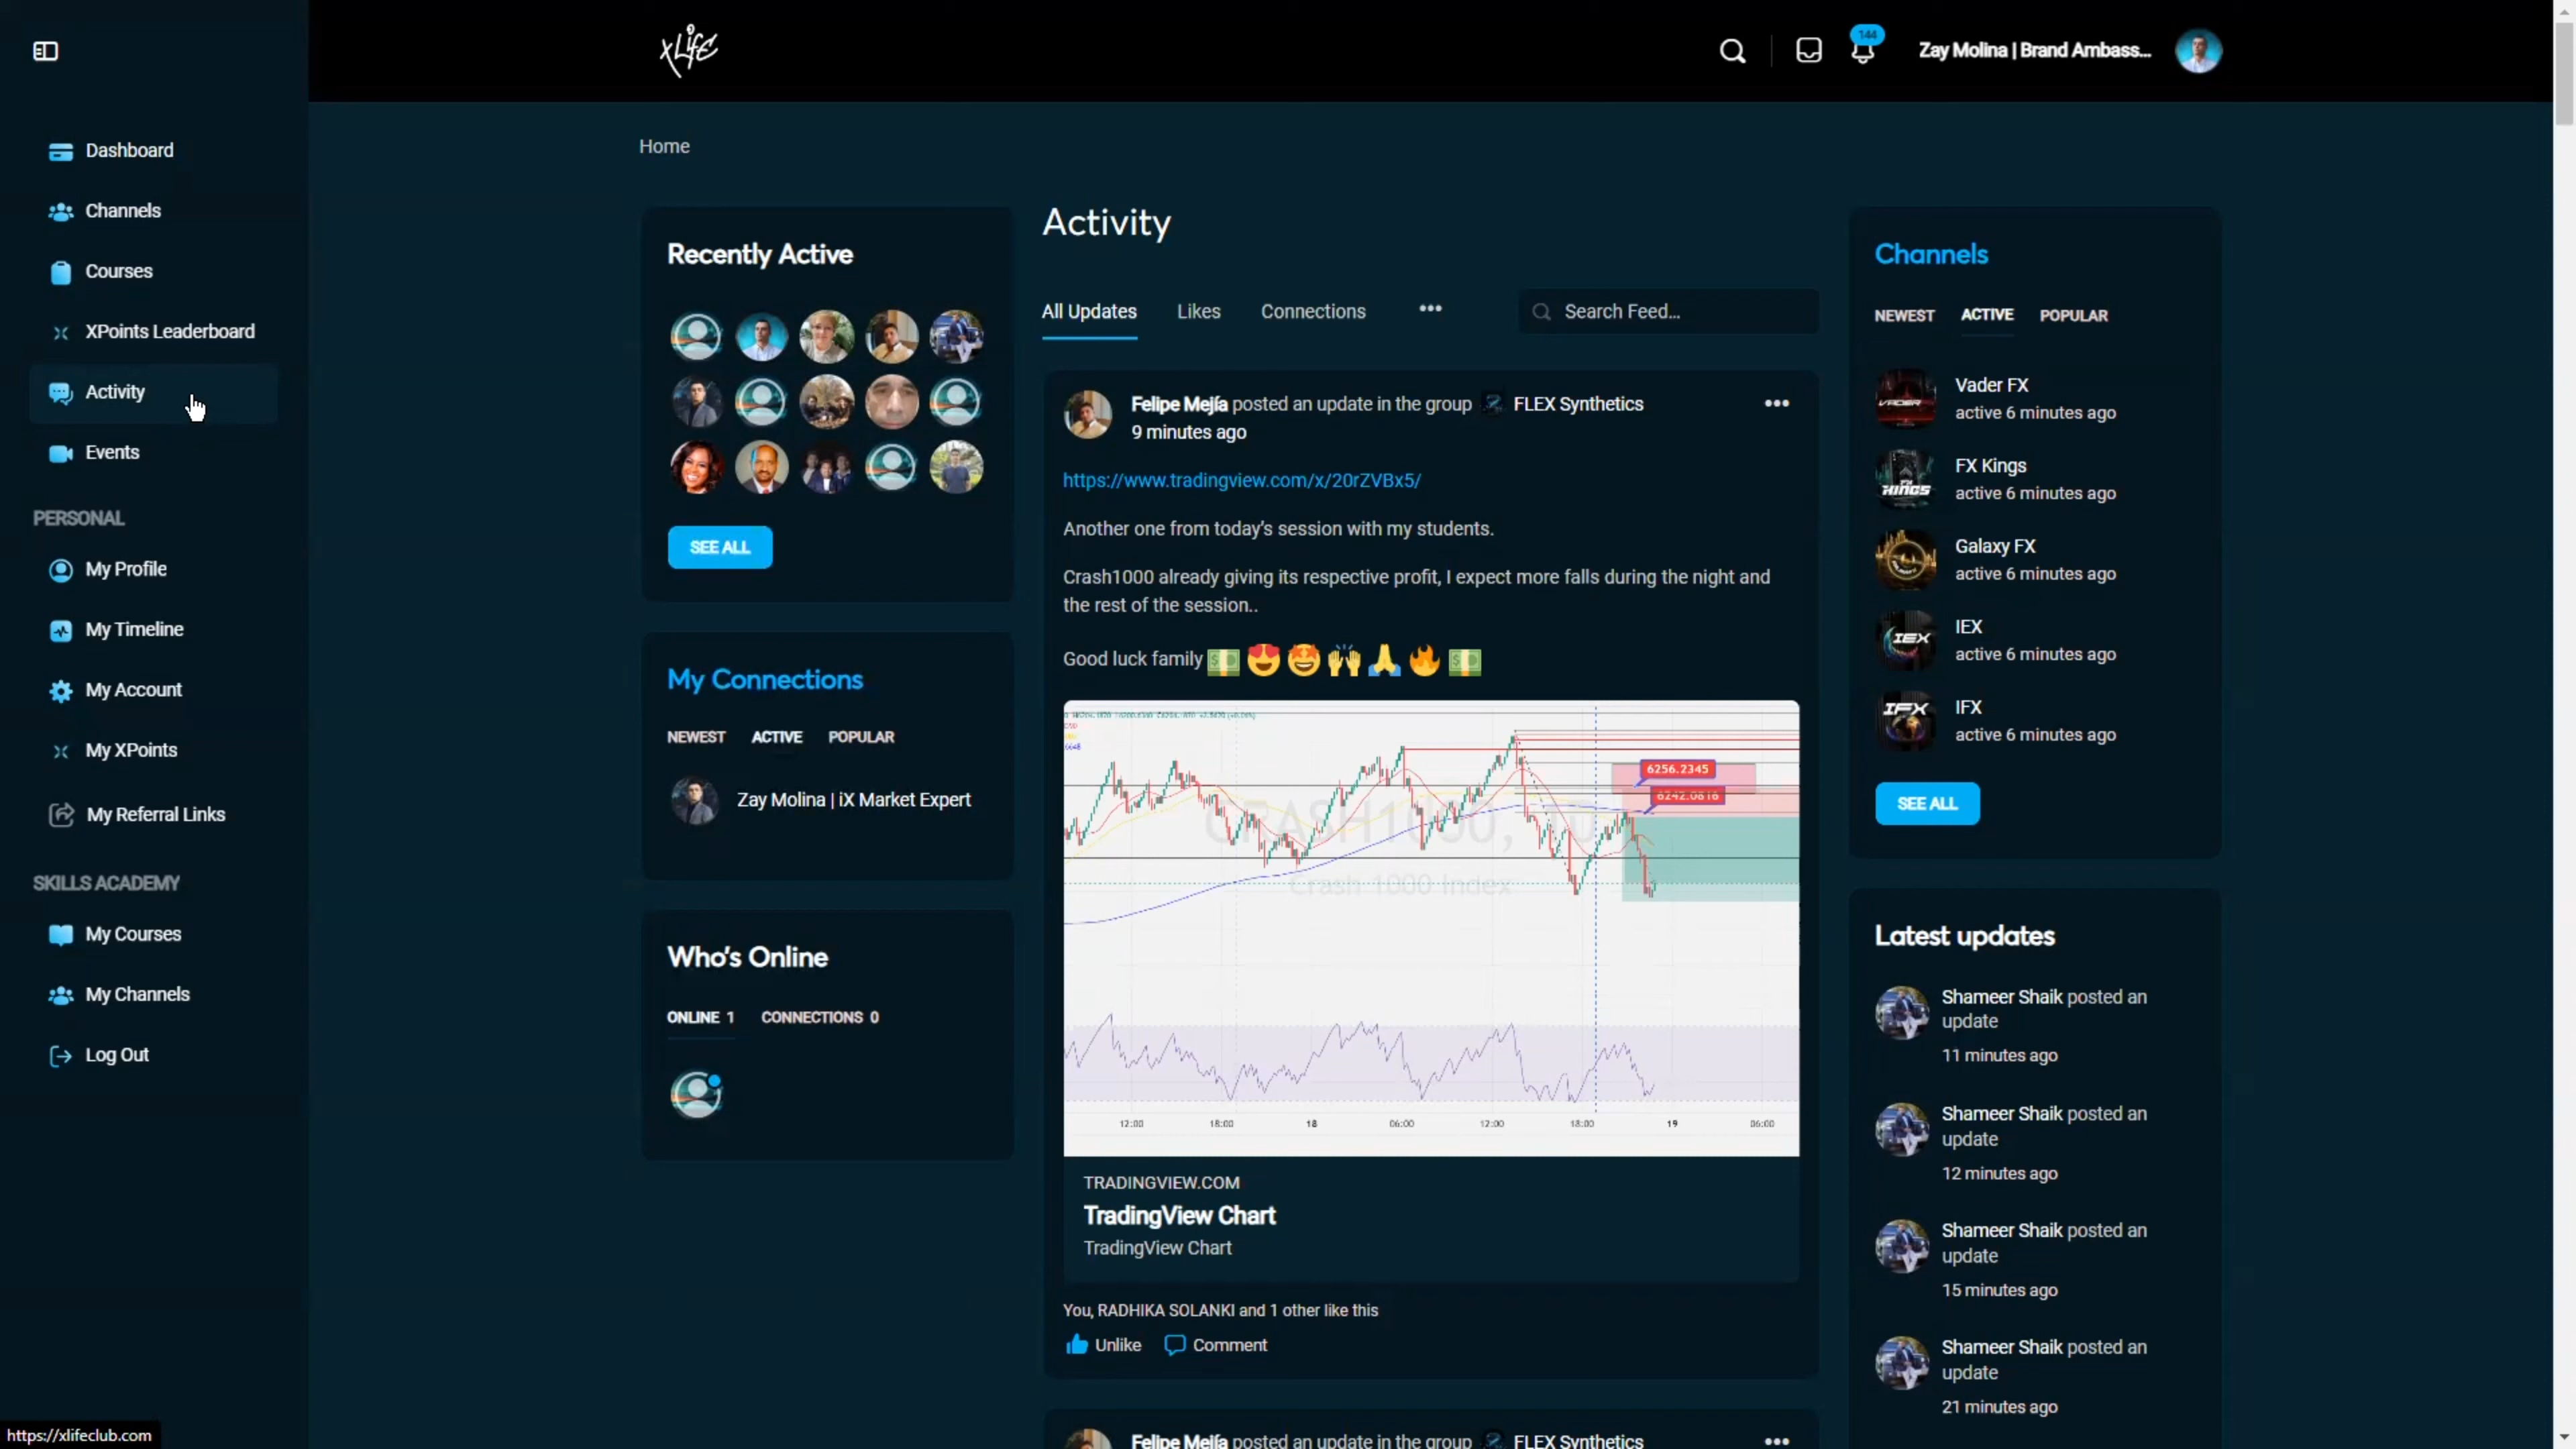 xLife
144
Zay Molina | Brand Ambass...
Dashboard
Channels
Courses
XPoints Leaderboard
Activity
Events
PERSONAL
My Profile
My Timeline
My Account
My XPoints
My Referral Links
SKILLS ACADEMY
My Courses
My Channels
Log Out
https://xlifeclub.com
Home
Recently Active
SEE ALL
My Connections
NEWEST ACTIVE POPULAR
Zay Molina | iX Market Expert
Who's Online
ONLINE 1 CONNECTIONS 0
Activity
All Updates Likes Connections ••• Search Feed...
Felipe Mejía posted an update in the group FLEX Synthetics •••
9 minutes ago
https://www.tradingview.com/x/20rZVBx5/
Another one from today's session with my students.
Crash1000 already giving its respective profit, I expect more falls during the night and
the rest of the session..
Good luck family
6256.2345
6242.0816
CRASH1000,
Crash 1000 Index
12:00 18:00 18 06:00 12:00 18:00 19 06:00
TRADINGVIEW.COM
TradingView Chart
TradingView Chart
You, RADHIKA SOLANKI and 1 other like this
Unlike Comment
Felipe Mejía posted an update in the group FLEX Synthetics •••
Channels
NEWEST ACTIVE POPULAR
VADER
Vader FX
active 6 minutes ago
FX KINGS
FX Kings
active 6 minutes ago
Galaxy FX
active 6 minutes ago
IEX
IEX
active 6 minutes ago
IFX
IFX
active 6 minutes ago
SEE ALL
Latest updates
Shameer Shaik posted an
update
11 minutes ago
Shameer Shaik posted an
update
12 minutes ago
Shameer Shaik posted an
update
15 minutes ago
Shameer Shaik posted an
update
21 minutes ago